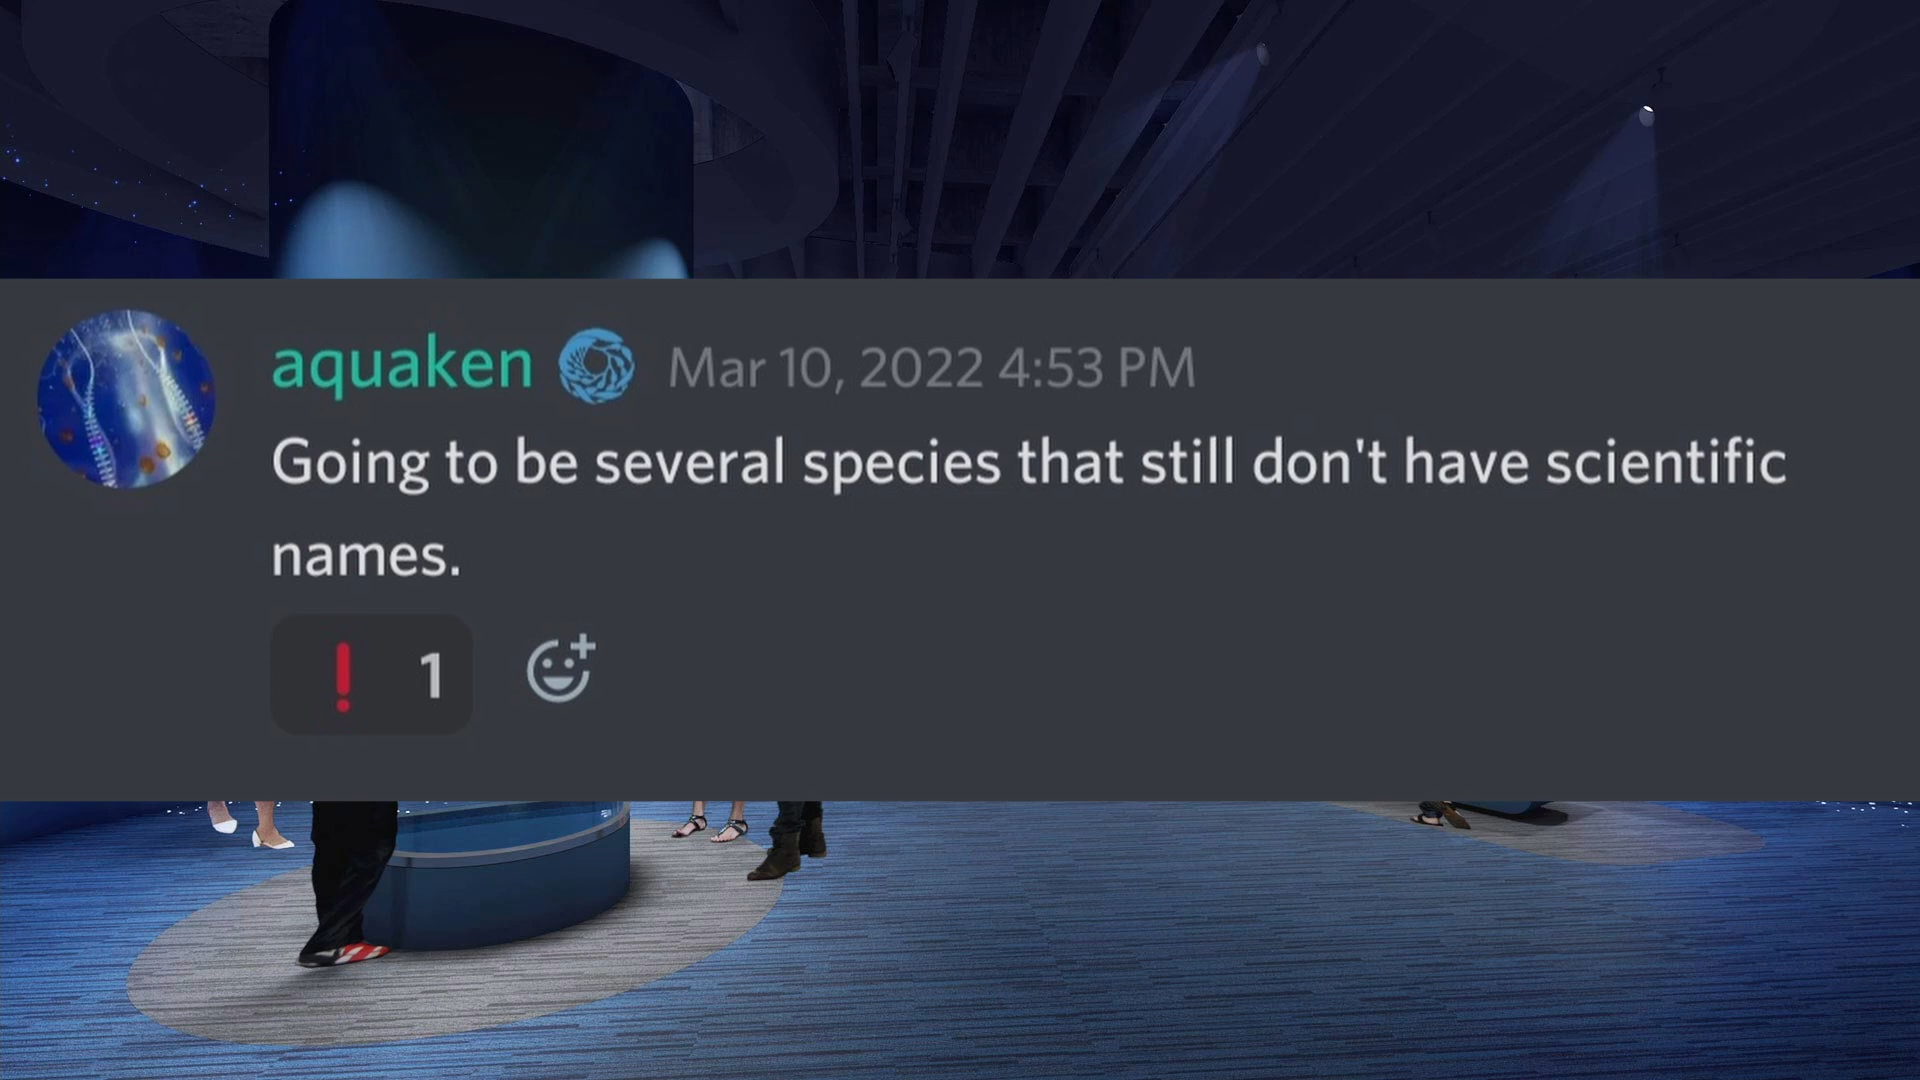 aquaken Mar 10, 2022 4:53 PM
Going to be several species that still don't have scientific
names.
1